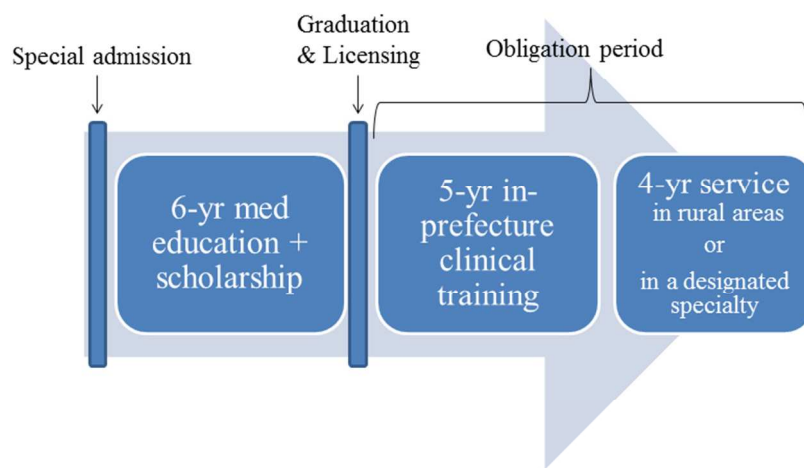 Special admission
Graduation
& Licensing
Obligation period
6-yr med
education +
scholarship
5-yr in-
prefecture
clinical
training
4-yr service
in rural areas
or
in a designated
specialty